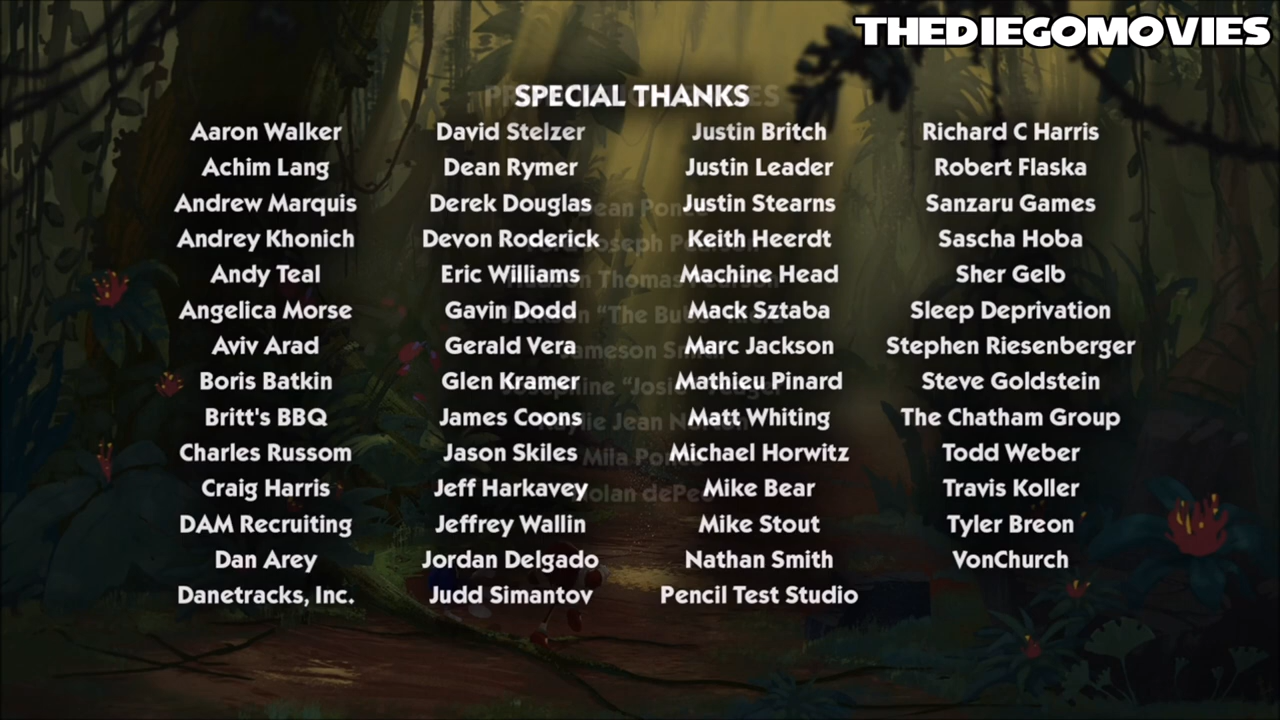 THEDIEGOMOVIES
SPECIAL THANKS
Aaron Walker
Achim Lang
Andrew Marquis
Andrey Khonich
Andy Teal
Angelica Morse
Aviv Arad
Boris Batkin
Britt's BBQ
Charles Russom
Craig Harris
DAM Recruiting
Dan Arey
Danetracks, Inc.
David Stelzer
Dean Rymer
Derek Douglas
Devon Roderick
Eric Williams
Gavin Dodd
Gerald Vera
Glen Kramer
James Coons
Jason Skiles
Jeff Harkavey
Jeffrey Wallin
Jordan Delgado
Judd Simantov
Justin Britch
Justin Leader
Justin Stearns
Keith Heerdt
Machine Head
Mack Sztaba
Marc Jackson
Mathieu Pinard
Matt Whiting
Michael Horwitz
Mike Bear
Mike Stout
Nathan Smith
Pencil Test Studio
Richard C Harris
Robert Flaska
Sanzaru Games
Sascha Hoba
Sher Gelb
Sleep Deprivation
Stephen Riesenberger
Steve Goldstein
The Chatham Group
Todd Weber
Travis Koller
Tyler Breon
VonChurch